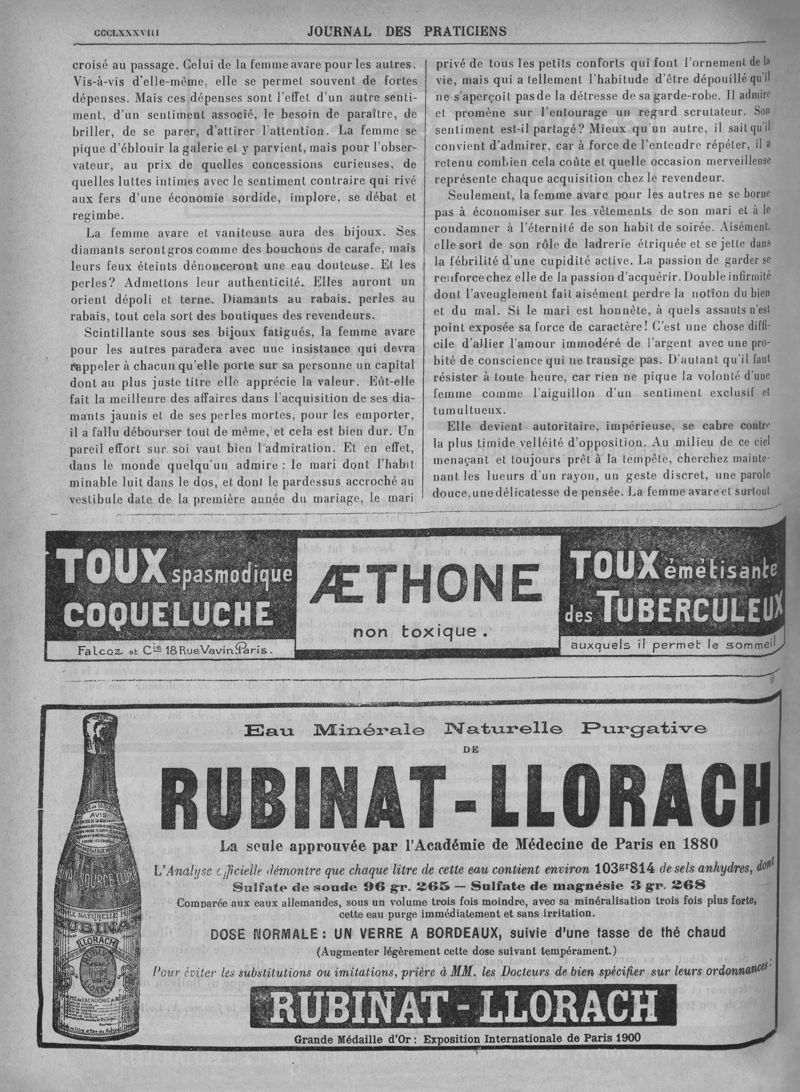 CCCLXXXVIII
JOURNAL DES PRATICIENS
croisé au passage. Celui de la femme avare pour les autres.
Vis-à-vis d'elle-même, elle se permet souvent de fortes
dépenses. Mais ces dépenses sont l'effet d'un autre senti-
ment, d'un sentiment associé, le besoin de paraître, de
briller, de se parer, d'attirer l'attention. La femme se
pique d'éblouir la galerie et y parvient, mais pour l'obser-
vateur, au prix de quelles concessions curieuses, de
quelles luttes intimes avec le sentiment contraire qui rivé
aux fers d'une économie sordide, implore, se débat et
regimbe.
La femme avare et vaniteuse aura des bijoux. Ses
diamants seront gros comme des bouchons de carafe, mais
leurs feux éteints dénonceront une eau douteuse. Et les
perles? Admettons leur authenticité. Elles auront un
orient dépoli et terne. Diamants au rabais, perles au
rabais, tout cela sort des boutiques des revendeurs.
Scintillante sous ses bijoux fatigués, la femme avare
pour les autres paradera avec une insistance qui devra
rappeler à chacun qu'elle porte sur sa personne un capital
dont au plus juste titre elle apprécie la valeur. Eût-elle
fait la meilleure des affaires dans l'acquisition de ses dia-
mants jaunis et de ses perles mortes, pour les emporter,
il a fallu débourser tout de même, et cela est bien dur. Un
pareil effort sur soi vaut bien l'admiration. Et en effet,
dans le monde quelqu'un admire : le mari dont l'habit
minable luit dans le dos, et dont le pardessus accroché au
vestibule date de la première année du mariage, le mari
privé de tous les petits conforts qui font l'ornement de la
vie, mais qui a tellement l'habitude d'être dépouillé qu'il
ne s'aperçoit pas de la détresse de sa garde-robe. Il admire
et promène sur l'entourage un regard scrutateur. Son
sentiment est-il partagé? Mieux qu'un autre, il sait qu'il
convient d'admirer, car à force de l'entendre répéter, il a
retenu combien cela coûte et quelle occasion merveilleuse
représente chaque acquisition chez le revendeur.
Seulement, la femme avare pour les autres ne se borne
pas à économiser sur les vêtements de son mari et à le
condamner à l'éternité de son habit de soirée. Aisément,
elle sort de son rôle de ladrerie étriquée et se jette dans
la fébrilité d'une cupidité active. La passion de garder se
renforce chez elle de la passion d'acquérir. Double infirmité
dont l'aveuglement fait aisément perdre la notion du bien
et du mal. Si le mari est honnête, à quels assauts n'est
point exposée sa force de caractère! C'est une chose diffi-
cile d'allier l'amour immodéré de l'argent avec une pro-
bité de conscience qui ne transige pas. D'autant qu'il faut
résister à toute heure, car rien ne pique la volonté d'une
femme comme l'aiguillon d'un sentiment exclusif et
tumultueux.
Elle devient autoritaire, impérieuse, se cabre contre
la plus timide velléité d'opposition. Au milieu de ce ciel
menaçant et toujours prêt à la tempête, cherchez mainte-
nant les lueurs d'un rayon, un geste discret, une parole
douce, une délicatesse de pensée. La femme avare et surtout
TOUX spasmodique
COQUELUCHE
Falcoz et Cie 18 Rue Vavin, Paris.
ÆTHONE
non toxique.
TOUX émétisante
des TUBERCULEUX
auxquels il permet le sommeil
Eau Minérale Naturelle Purgative
DE
RUBINAT-LLORACH
La seule approuvée par l'Académie de Médecine de Paris en 1880
L'Analyse officielle démontre que chaque litre de cette eau contient environ 103gr814 de sels anhydres, dont
Sulfate de soude 96 gr. 265 — Sulfate de magnésie 3 gr. 268
Comparée aux eaux allemandes, sous un volume trois fois moindre, avec sa minéralisation trois fois plus forte,
cette eau purge immédiatement et sans irritation.
DOSE NORMALE : UN VERRE A BORDEAUX, suivie d'une tasse de thé chaud
(Augmenter légèrement cette dose suivant tempérament.)
Pour éviter les substitutions ou imitations, prière à MM. les Docteurs de bien spécifier sur leurs ordonnances :
RUBINAT-LLORACH
Grande Médaille d'Or : Exposition Internationale de Paris 1900
AVIS
SOURCE LLORACH
NATURELLE
RUBINAT
LLORACH